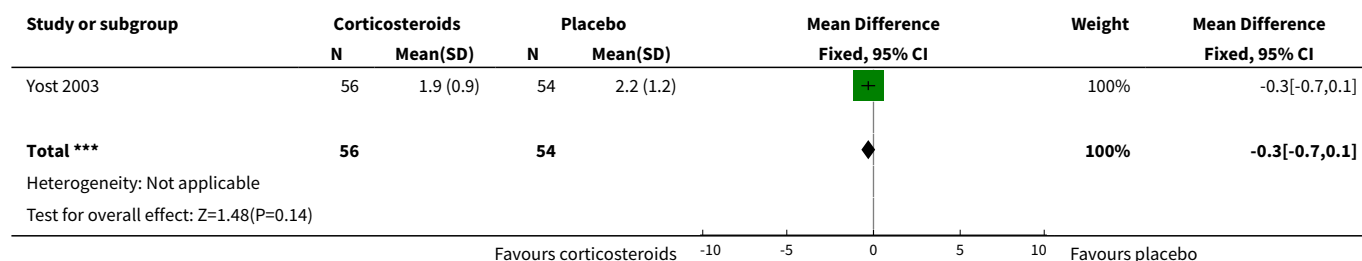 Study or subgroup Corticosteroids Placebo Mean Difference Weight Mean Difference
N Mean(SD) N Mean(SD) Fixed, 95% CI Fixed, 95% CI
Yost 2003 56 1.9 (0.9) 54 2.2 (1.2) 100% -0.3[-0.7,0.1]
Total *** 56 54 100% -0.3[-0.7,0.1]
Heterogeneity: Not applicable
Test for overall effect: Z=1.48(P=0.14)
Favours corticosteroids -10 -5 0 5 10 Favours placebo